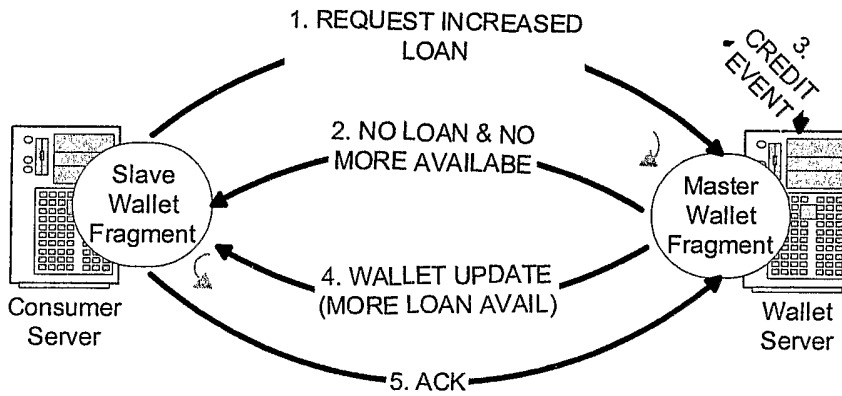 1. REQUEST INCREASED
LOAN
3.
CREDIT
EVENT
2. NO LOAN & NO
MORE AVAILABE
Slave
Wallet
Fragment
Master
Wallet
Fragment
4. WALLET UPDATE
(MORE LOAN AVAIL)
Consumer
Server
Wallet
Server
5. ACK